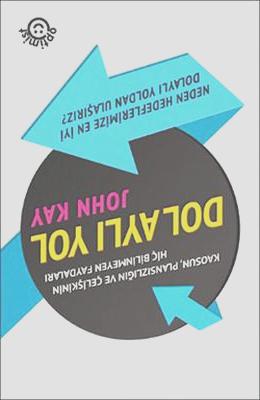 KAOSUN, PLANSIZLIĞIN VE ÇELİŞKİNİN
HİÇ BİLİNMEYEN FAYDALARI
DOLAYLI YOL
JOHN KAY
NEDEN HEDEFLERİMİZE EN İYİ
DOLAYLI YOLDAN ULAŞIRIZ?
optimist